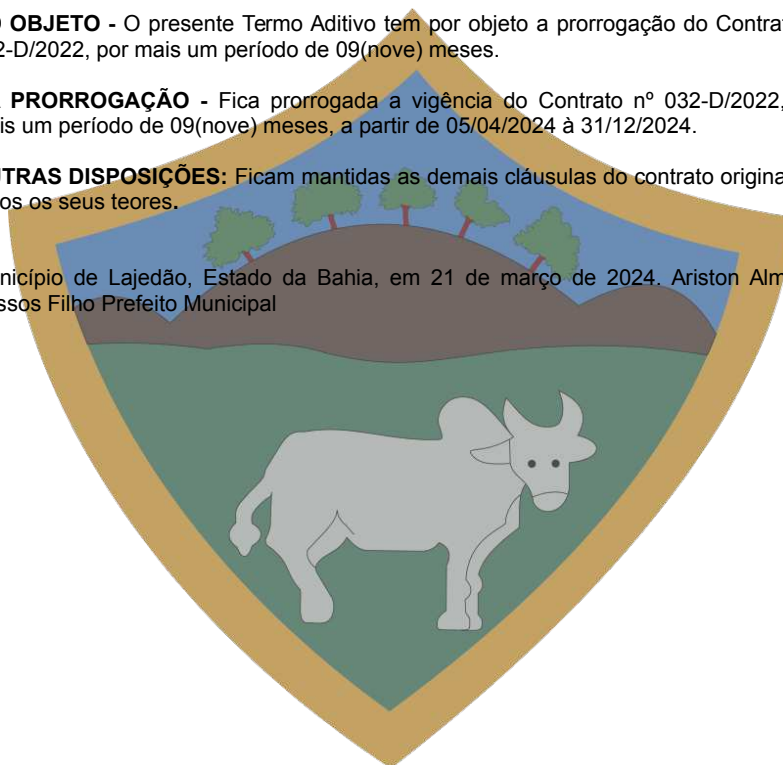 O OBJETO - O presente Termo Aditivo tem por objeto a prorrogação do Contrat
2-D/2022, por mais um período de 09(nove) meses.
PRORROGAÇÃO - Fica prorrogada a vigência do Contrato nº 032-D/2022,
is um período de 09(nove) meses, a partir de 05/04/2024 à 31/12/2024.
UTRAS DISPOSIÇÕES: Ficam mantidas as demais cláusulas do contrato origina
os os seus teores.
nicípio de Lajedão, Estado da Bahia, em 21 de março de 2024. Ariston Alm
ssos Filho Prefeito Municipal